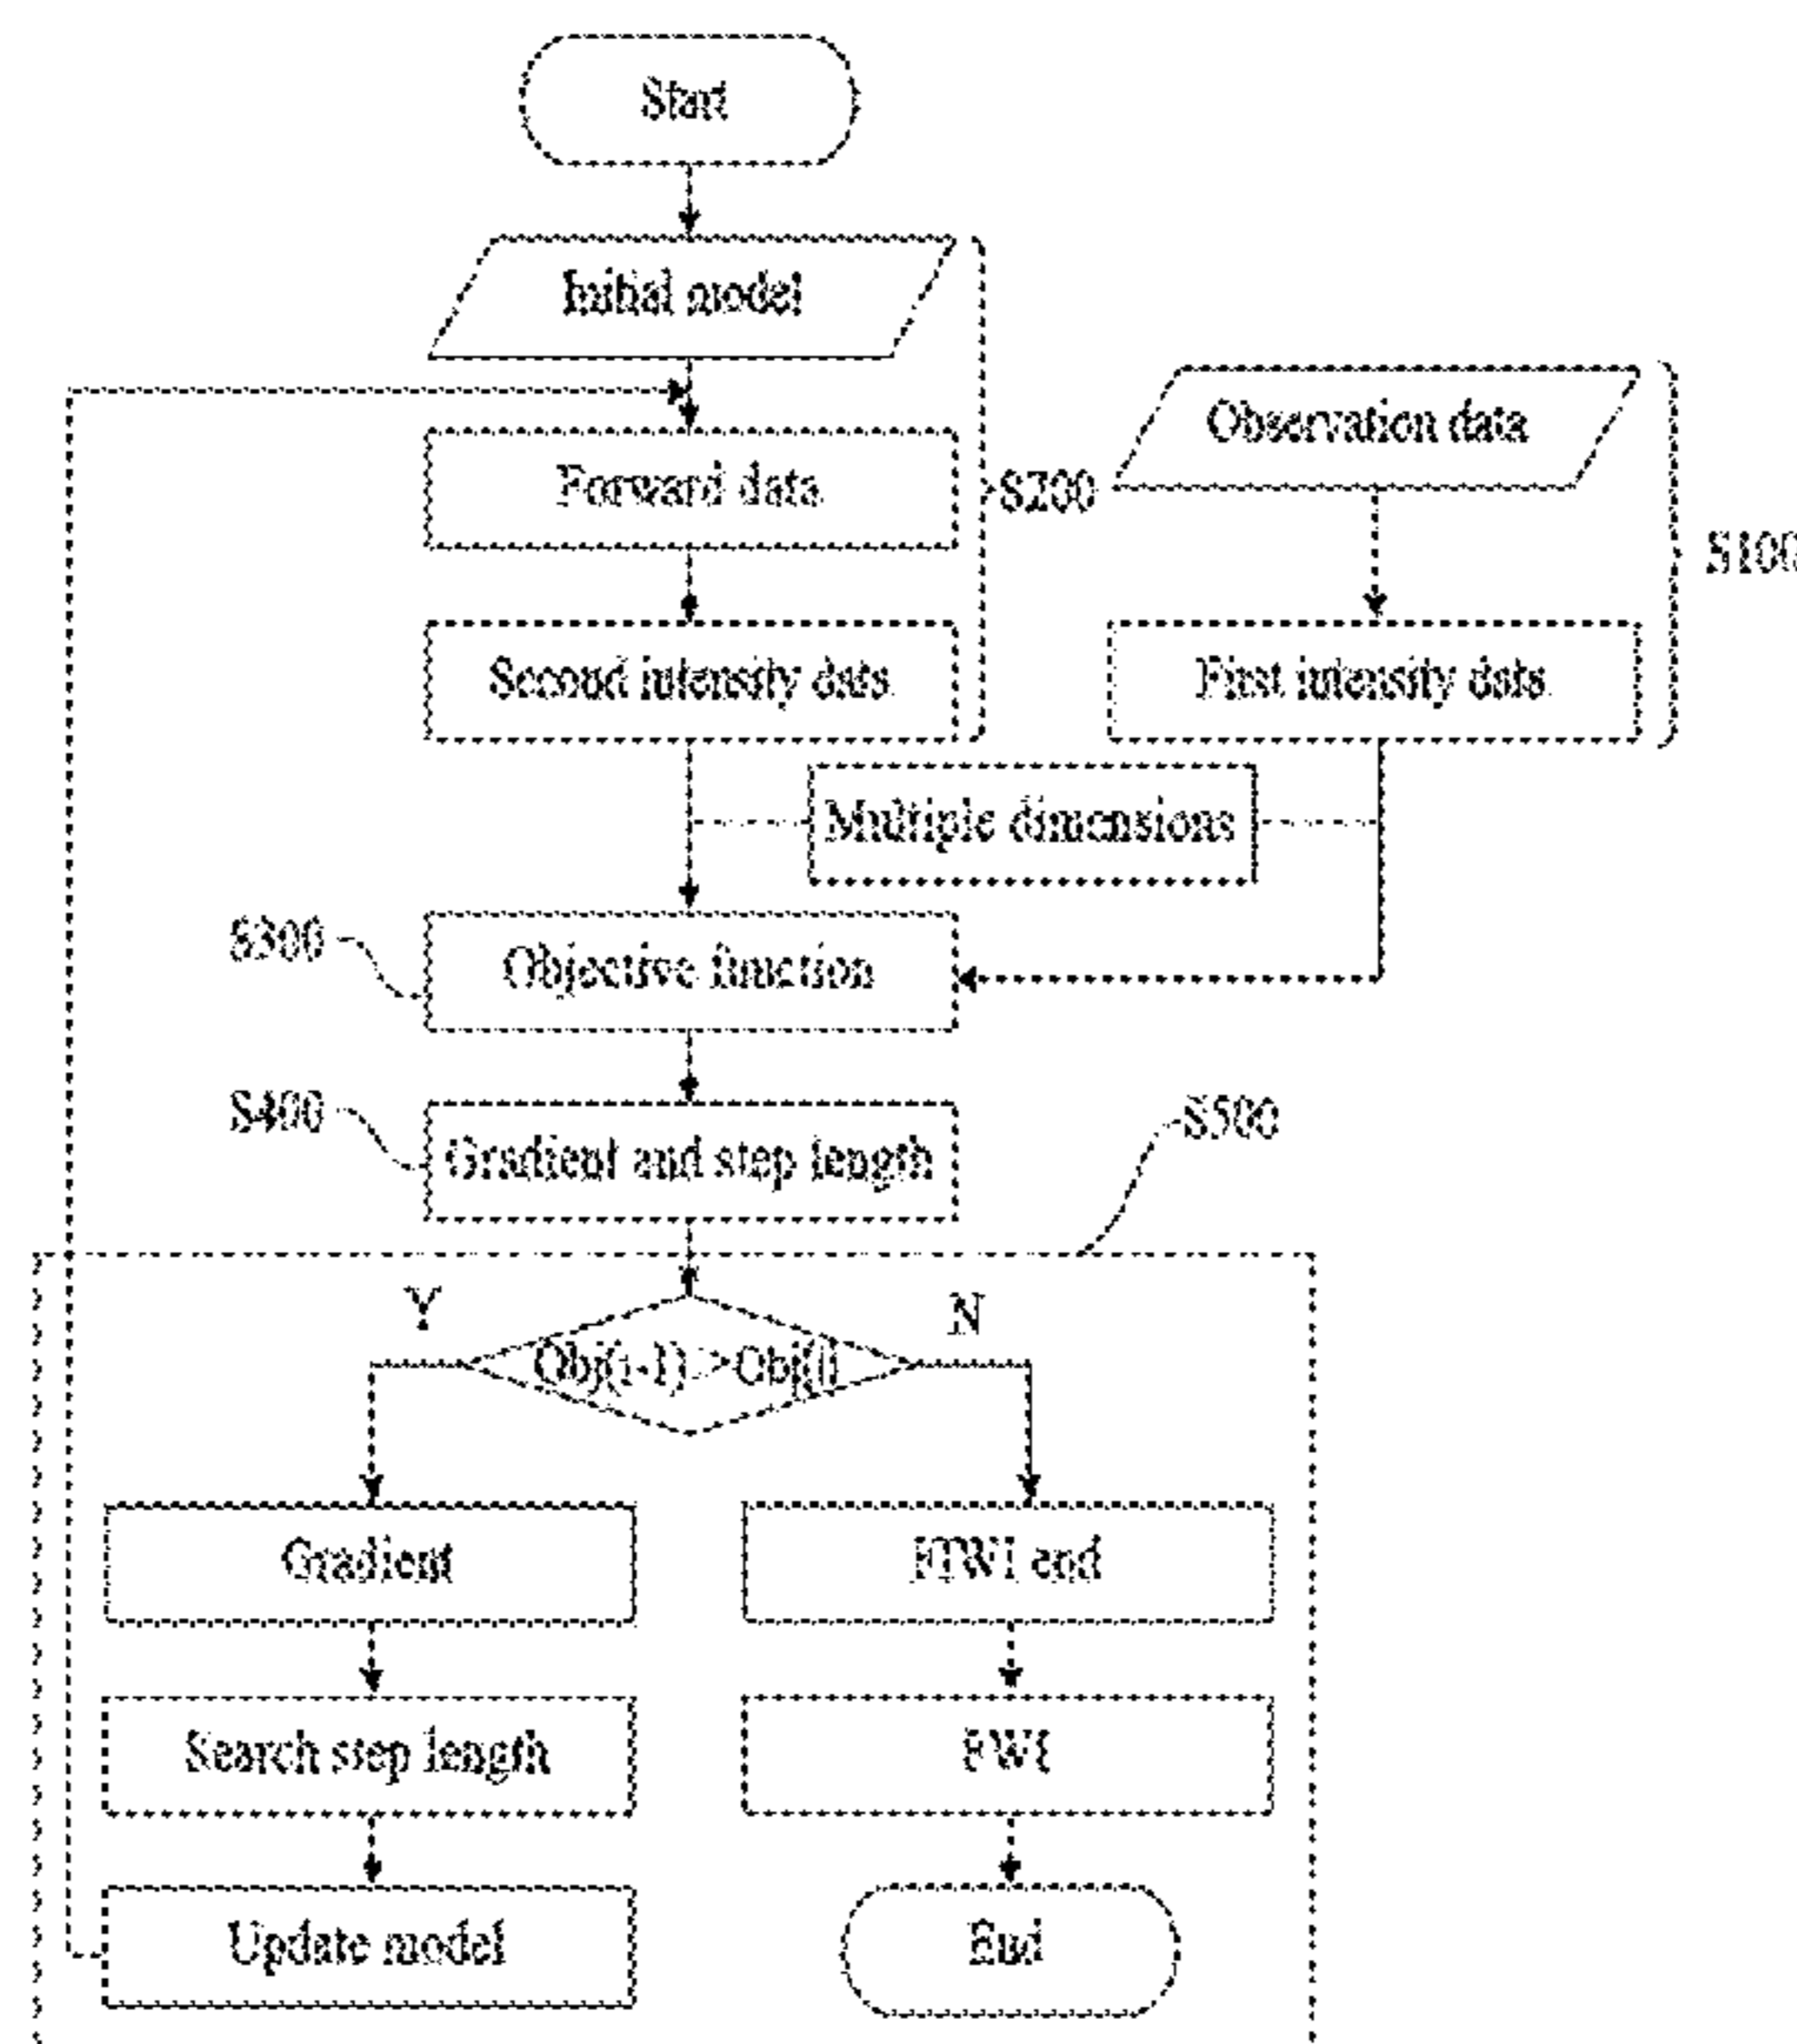 Start
Initial model
Observation data
Forward data
S200
S100
Second intensity data
First intensity data
Multiple dimensions
S300
Objective function
S400
S500
Gradient and step length
Y
N
Obj(i-1)>Obj(i)
Gradient
end
Search step length
FWI
Update model
End